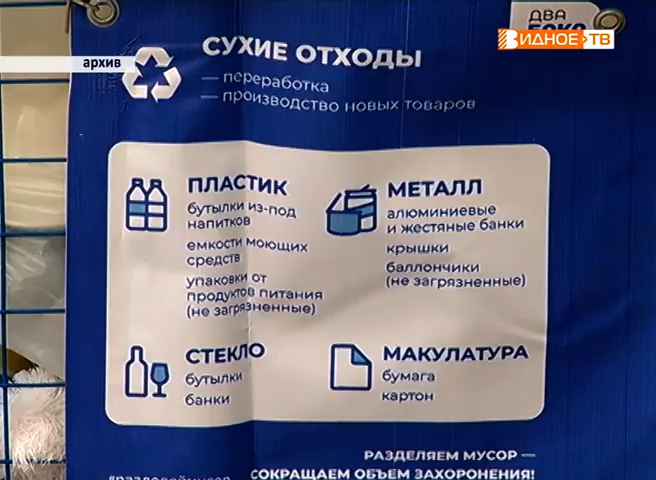 ДВА
ВИДНОЕ ТВ
архив
СУХИЕ ОТХОДЫ
— переработка
— производство новых товаров
ПЛАСТИК
бутылки из-под
напитков
емкости моющих
средств
упаковки от
продуктов питания
(не загрязненные)
МЕТАЛЛ
алюминиевые
и жестяные банки
крышки
баллончики
(не загрязненные)
СТЕКЛО
бутылки
банки
МАКУЛАТУРА
бумага
картон
РАЗДЕЛЯЕМ МУСОР —
СОКРАЩАЕМ ОБЪЕМ ЗАХОРОНЕНИЯ!